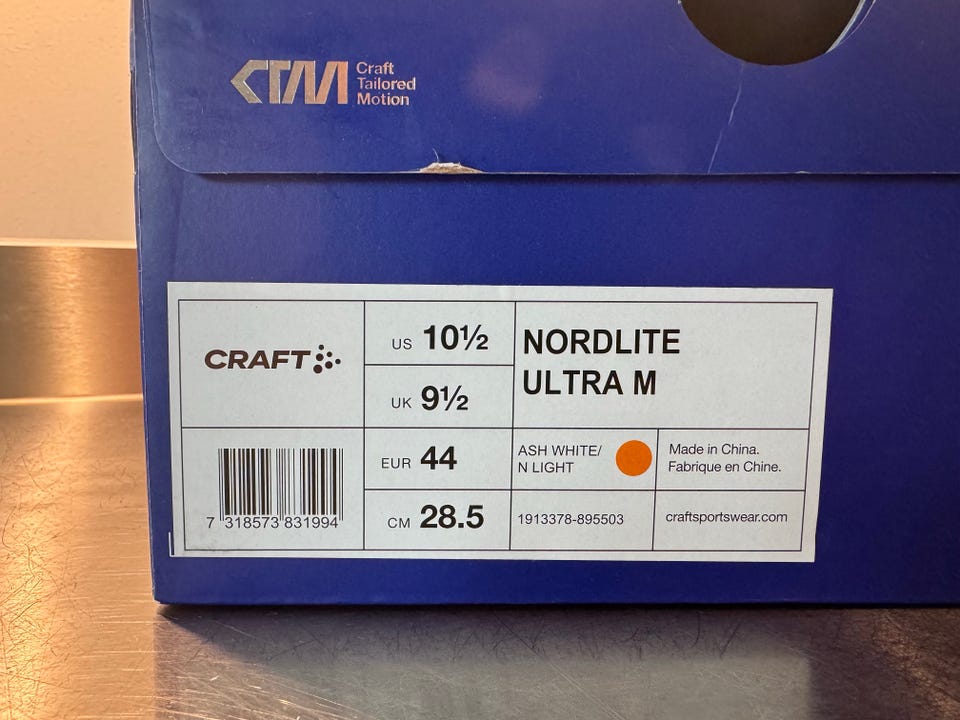 CTM
Craft
Tailored
Motion
CRAFT
US 10½
UK 9½
NORDLITE
ULTRA M
7 318573 831994
EUR 44
CM 28.5
ASH WHITE/
N LIGHT
Made in China.
Fabrique en Chine.
1913378-895503
craftsportswear.com